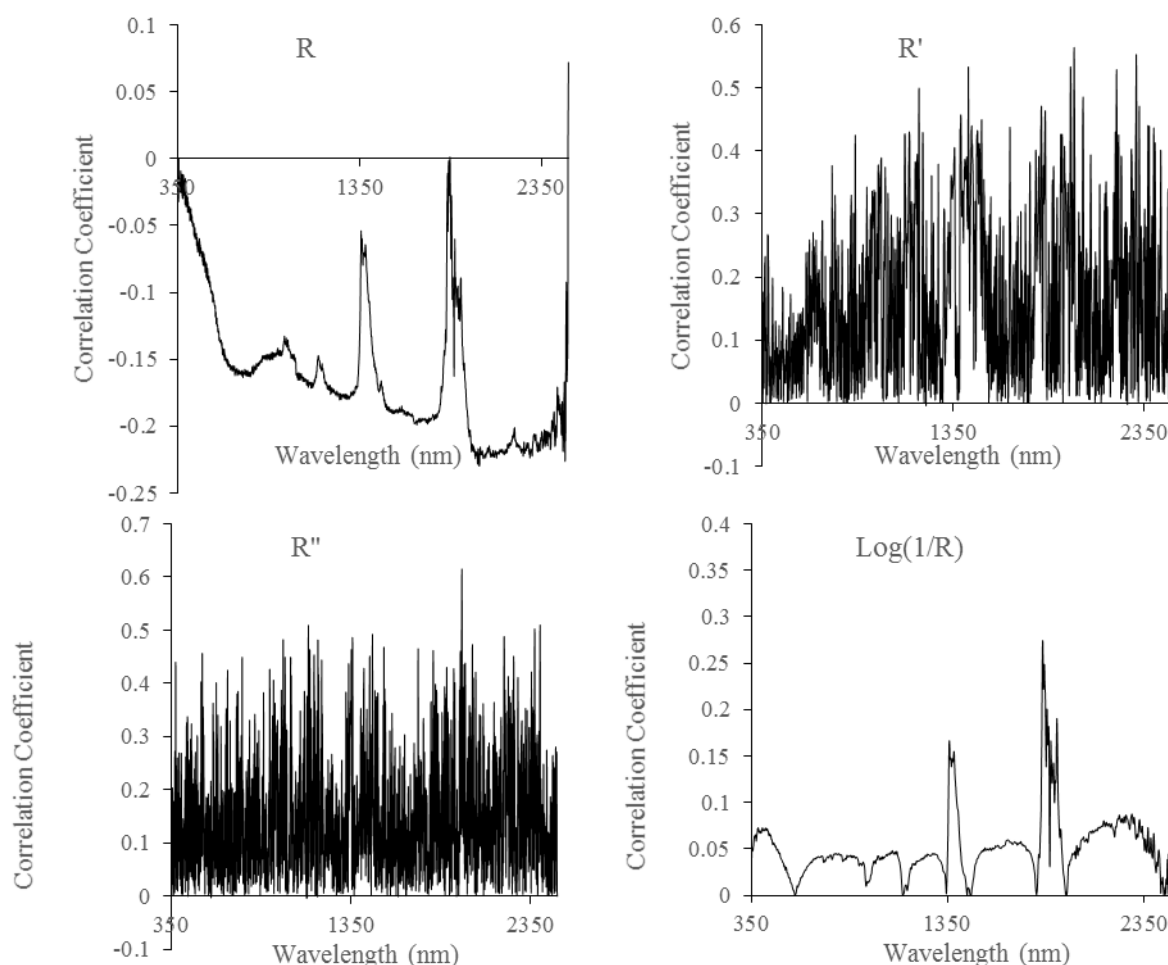 R
Correlation Coefficient
0.1
0.05
0
-0.05
-0.1
-0.15
-0.2
-0.25
350 1350 2350
Wavelength (nm)
R'
Correlation Coefficient
0.6
0.5
0.4
0.3
0.2
0.1
0
-0.1
350 1350 2350
Wavelength (nm)
R"
Correlation Coefficient
0.7
0.6
0.5
0.4
0.3
0.2
0.1
0
-0.1
350 1350 2350
Wavelength (nm)
Log(1/R)
Correlation Coefficient
0.4
0.35
0.3
0.25
0.2
0.15
0.1
0.05
0
350 1350 2350
Wavelength (nm)